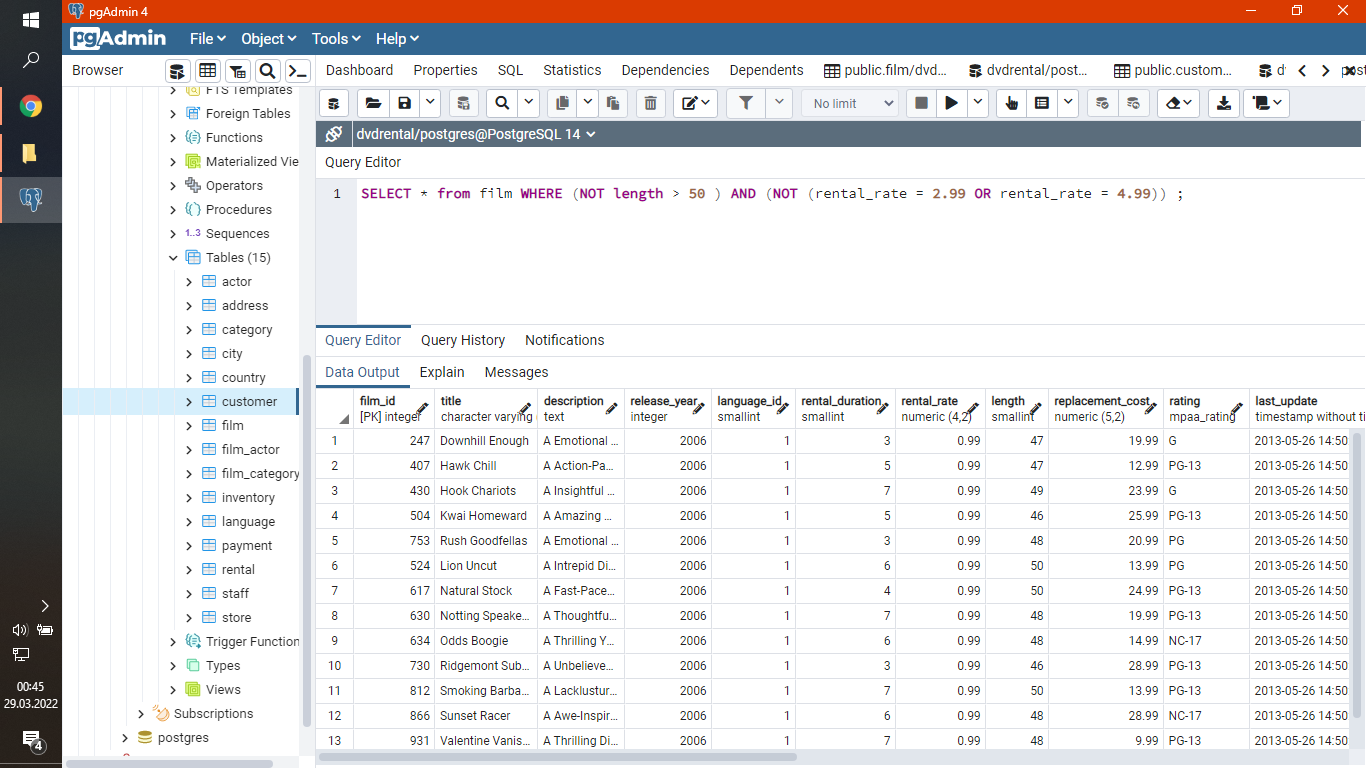 pgAdmin 4
pgAdmin File Object Tools Help
Browser
Dashboard Properties SQL Statistics Dependencies Dependents public.film/dvd... dvdrental/post... public.custom...
No limit
dvdrental/postgres@PostgreSQL 14
Query Editor
1 SELECT * from film WHERE (NOT length > 50 ) AND (NOT (rental_rate = 2.99 OR rental_rate = 4.99)) ;
FTS Templates
Foreign Tables
Functions
Materialized Vie
Operators
Procedures
1..3 Sequences
Tables (15)
actor
address
category
city
country
customer
film
film_actor
film_category
inventory
language
payment
rental
staff
store
Trigger Function
Types
Views
Subscriptions
postgres
Query Editor Query History Notifications
Data Output Explain Messages
film_id title description release_year language_id rental_duration rental_rate length replacement_cost rating last_update
[PK] integer character varying text integer smallint smallint numeric (4,2) smallint numeric (5,2) mpaa_rating timestamp without ti
1 247 Downhill Enough A Emotional ... 2006 1 3 0.99 47 19.99 G 2013-05-26 14:50
2 407 Hawk Chill A Action-Pa... 2006 1 5 0.99 47 12.99 PG-13 2013-05-26 14:50
3 430 Hook Chariots A Insightful ... 2006 1 7 0.99 49 23.99 G 2013-05-26 14:50
4 504 Kwai Homeward A Amazing ... 2006 1 5 0.99 46 25.99 PG-13 2013-05-26 14:50
5 753 Rush Goodfellas A Emotional ... 2006 1 3 0.99 48 20.99 PG 2013-05-26 14:50
6 524 Lion Uncut A Intrepid Di... 2006 1 6 0.99 50 13.99 PG 2013-05-26 14:50
7 617 Natural Stock A Fast-Pace... 2006 1 4 0.99 50 24.99 PG-13 2013-05-26 14:50
8 630 Notting Speake... A Thoughtfu... 2006 1 7 0.99 48 19.99 PG-13 2013-05-26 14:50
9 634 Odds Boogie A Thrilling Y... 2006 1 6 0.99 48 14.99 NC-17 2013-05-26 14:50
10 730 Ridgemont Sub... A Unbelieve... 2006 1 3 0.99 46 28.99 PG-13 2013-05-26 14:50
11 812 Smoking Barba... A Lacklustur... 2006 1 7 0.99 50 13.99 PG-13 2013-05-26 14:50
12 866 Sunset Racer A Awe-Inspir... 2006 1 6 0.99 48 28.99 NC-17 2013-05-26 14:50
13 931 Valentine Vanis... A Thrilling Di... 2006 1 7 0.99 48 9.99 PG-13 2013-05-26 14:50
00:45
29.03.2022
4